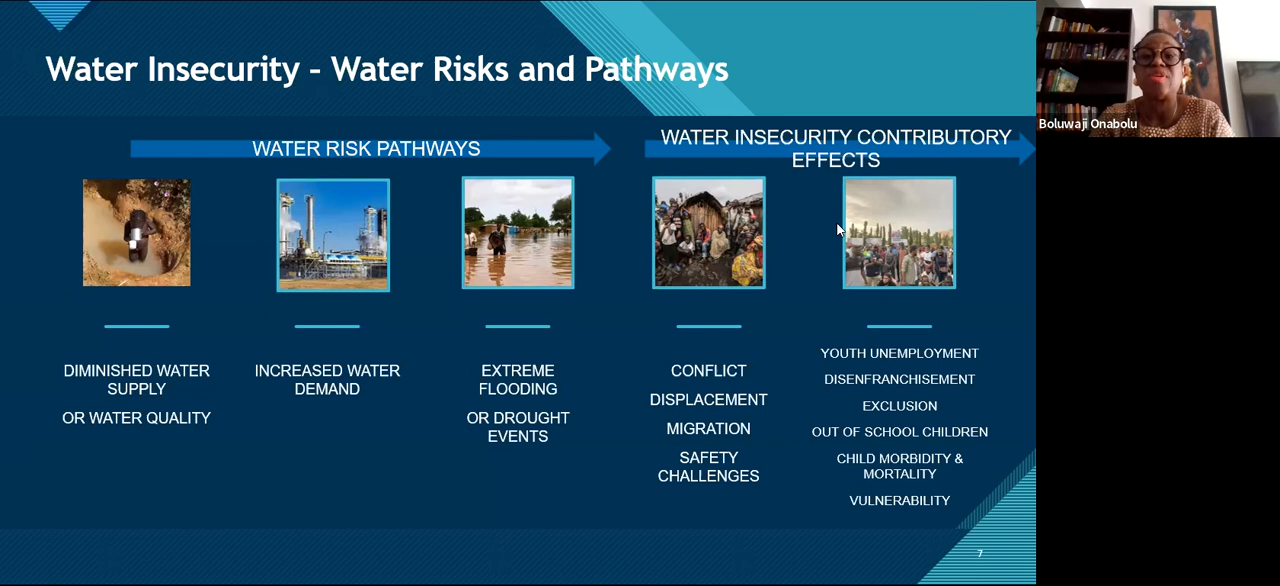 Water Insecurity - Water Risks and Pathways
Boluwaji Onabolu
WATER RISK PATHWAYS
WATER INSECURITY CONTRIBUTORY
EFFECTS
DIMINISHED WATER
SUPPLY
OR WATER QUALITY
INCREASED WATER
DEMAND
EXTREME
FLOODING
OR DROUGHT
EVENTS
CONFLICT
DISPLACEMENT
MIGRATION
SAFETY
CHALLENGES
YOUTH UNEMPLOYMENT
DISENFRANCHISEMENT
EXCLUSION
OUT OF SCHOOL CHILDREN
CHILD MORBIDITY &
MORTALITY
VULNERABILITY
7